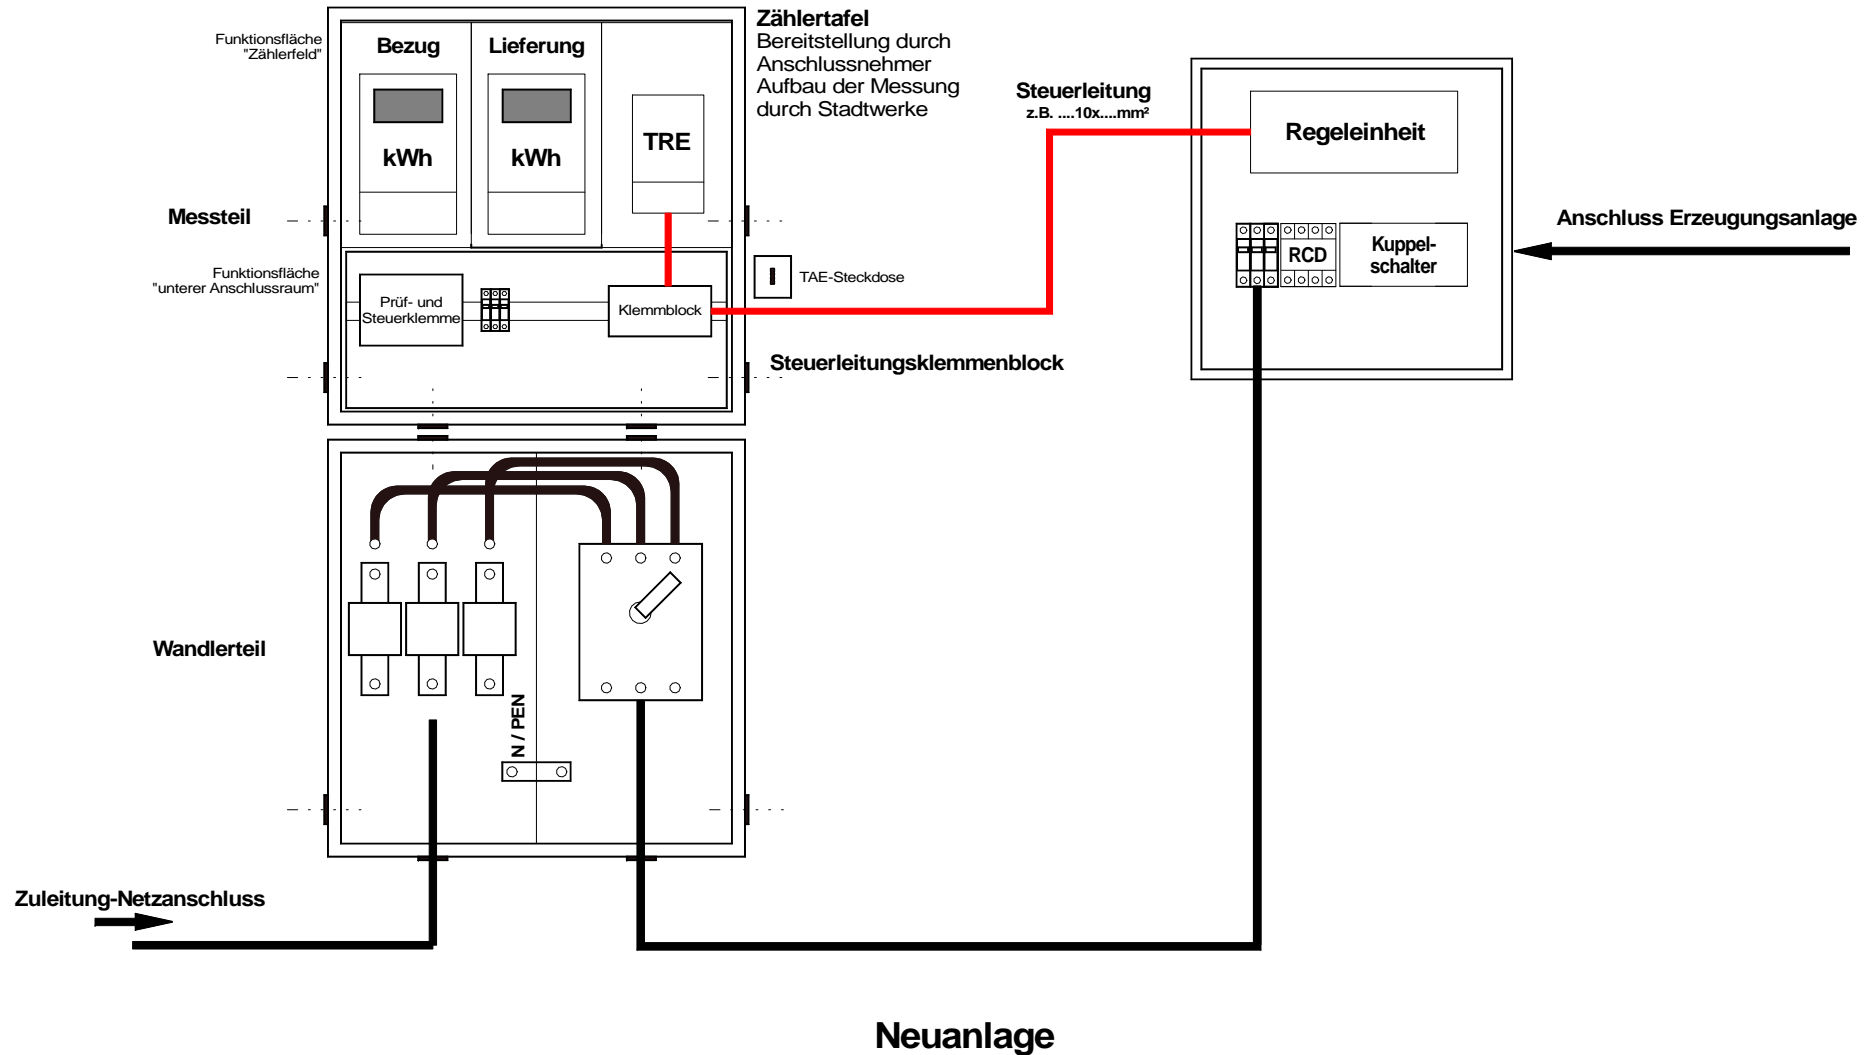 Funktionsfläche
"Zählerfeld"
Bezug
Lieferung
kWh
kWh
TRE
Zählertafel
Bereitstellung durch
Anschlussnehmer
Aufbau der Messung
durch Stadtwerke
Steuerleitung
z.B. ....10x....mm²
Regeleinheit
Messteil
Anschluss Erzeugungsanlage
RCD
Kuppel-
schalter
Funktionsfläche
"unterer Anschlussraum"
Prüf- und
Steuerklemme
Klemmblock
TAE-Steckdose
Steuerleitungsklemmenblock
Wandlerteil
N / PEN
Zuleitung-Netzanschluss
Neuanlage